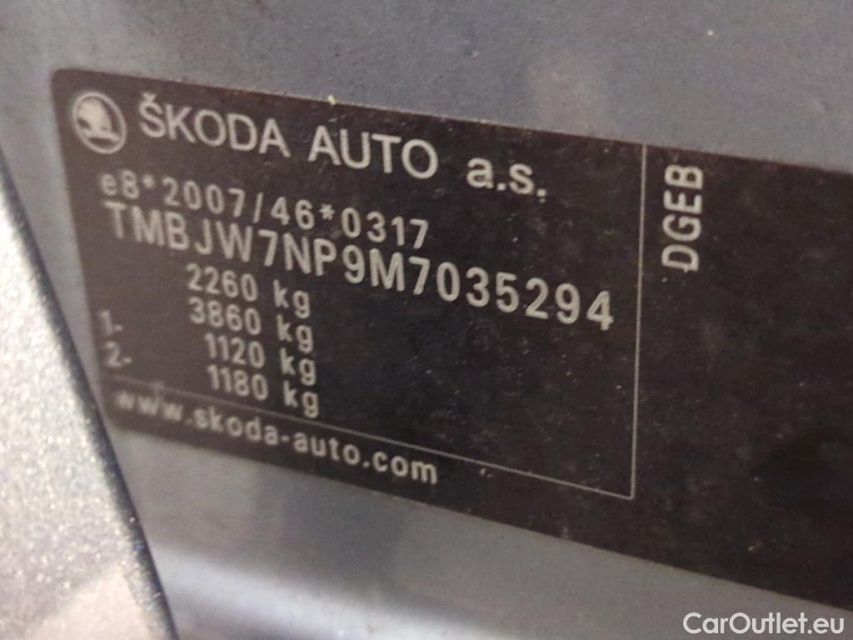 ŠKODA AUTO a.s.
e8*2007/46*0317
TMBJW7NP9M7035294
2260 kg
3860 kg
1- 1120 kg
2- 1180 kg
www.skoda-auto.com
DGEB
CarOutlet.eu